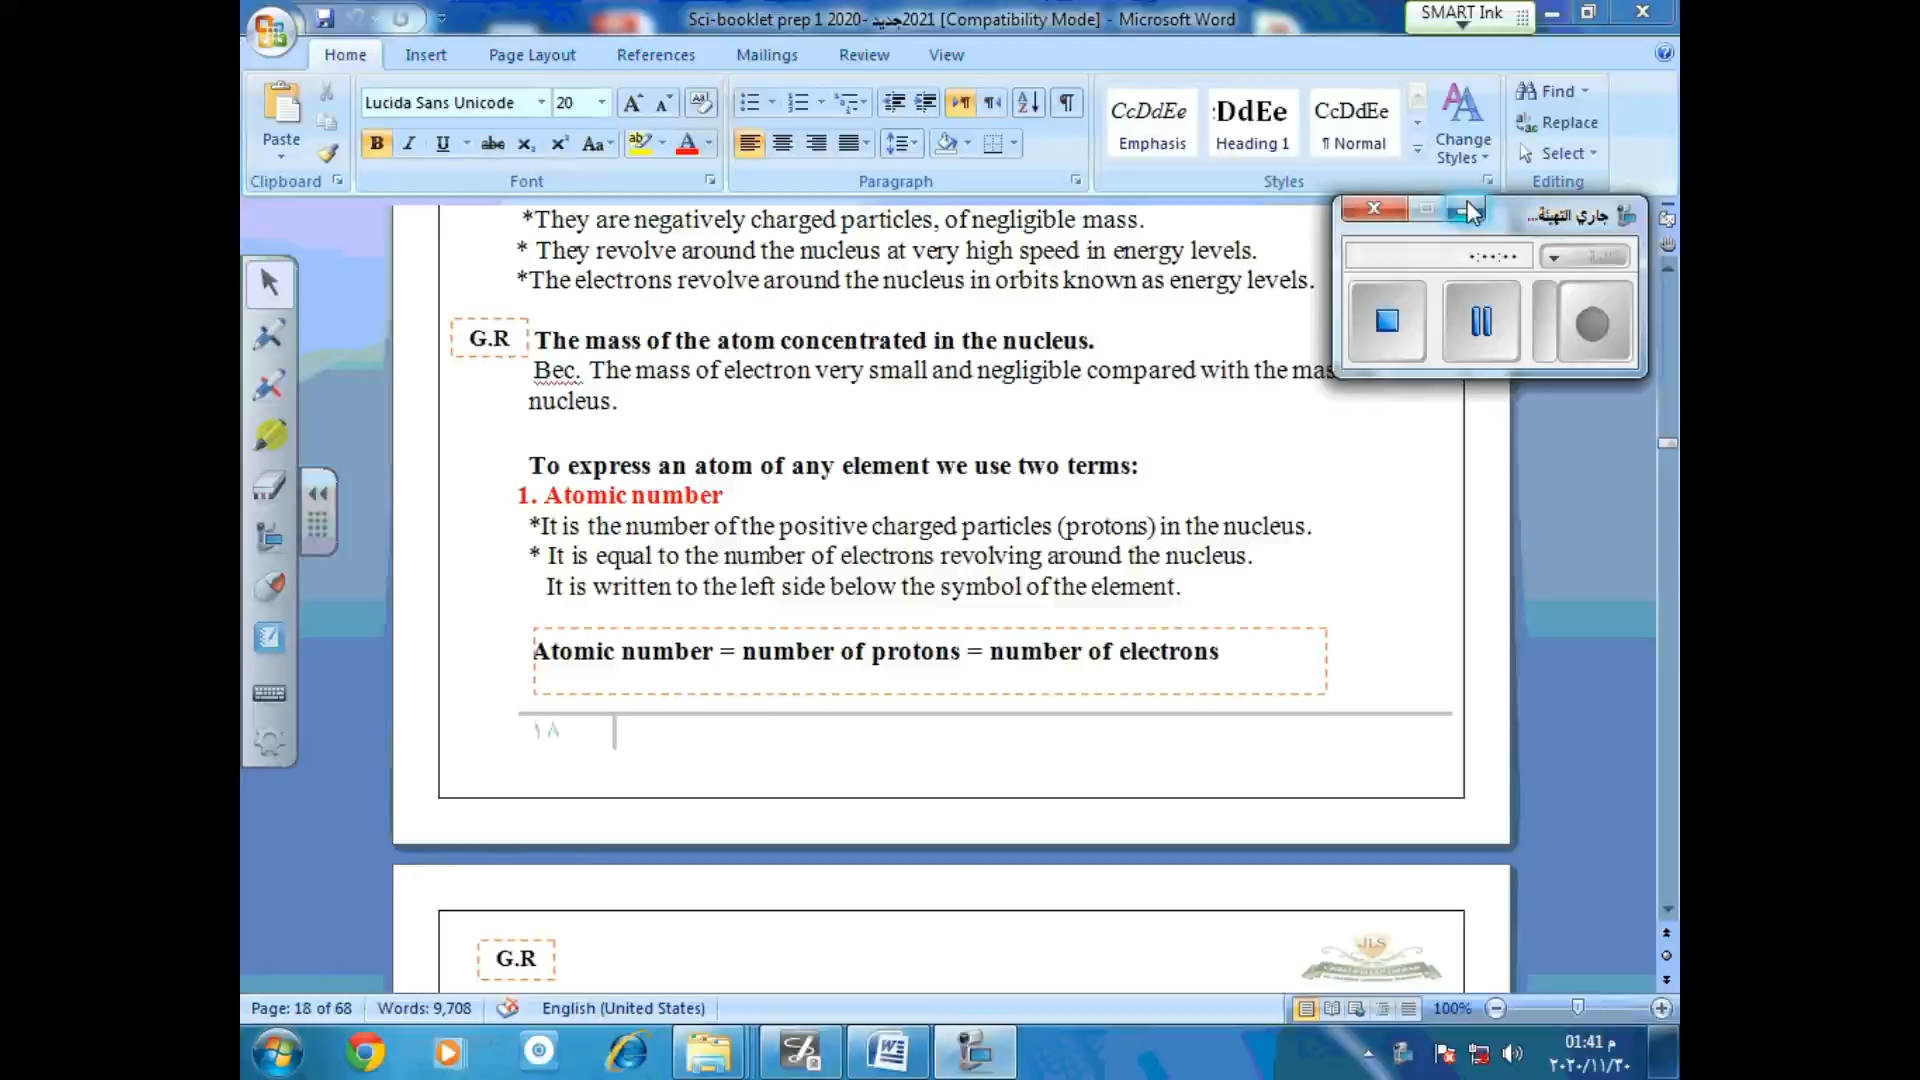 Sci-booklet prep 1 2020- جديد2021 [Compatibility Mode] - Microsoft Word
SMART Ink
Home Insert Page Layout References Mailings Review View
Lucida Sans Unicode 20
CcDdEe :DdEe CcDdEe
Find
Replace
Select
Paste
Emphasis Heading 1 ¶ Normal
Change Styles
Clipboard Font Paragraph Styles Editing
جاري التهيئة...
*They are negatively charged particles, of negligible mass.
* They revolve around the nucleus at very high speed in energy levels.
*The electrons revolve around the nucleus in orbits known as energy levels.
G.R The mass of the atom concentrated in the nucleus.
Bec. The mass of electron very small and negligible compared with the mas
nucleus.
To express an atom of any element we use two terms:
1. Atomic number
*It is the number of the positive charged particles (protons) in the nucleus.
* It is equal to the number of electrons revolving around the nucleus.
It is written to the left side below the symbol of the element.
Atomic number = number of protons = number of electrons
١٨
G.R
JLS
Page: 18 of 68 Words: 9,708 English (United States) 100%
01:41 م
٢٠٢٠/١١/٣٠